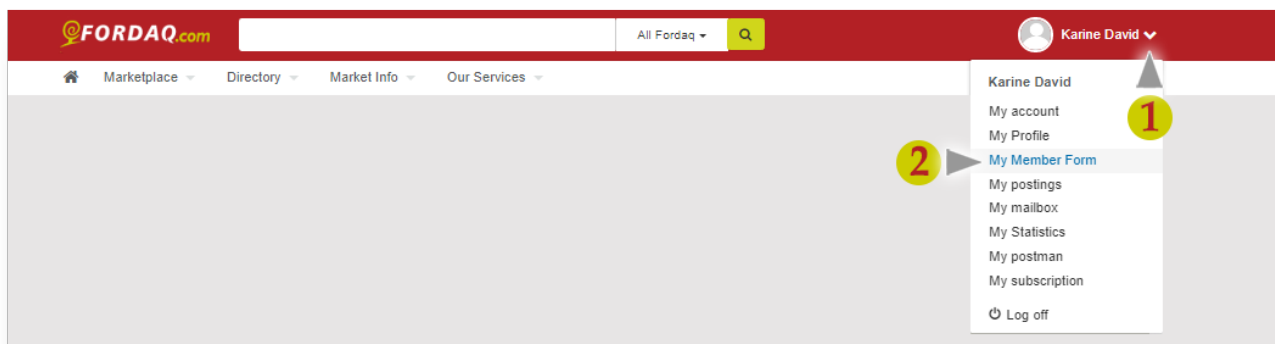 FORDAQ.com All Fordaq Karine David
Marketplace Directory Market Info Our Services
Karine David
My account
1
My Profile
2 My Member Form
My postings
My mailbox
My Statistics
My postman
My subscription
Log off